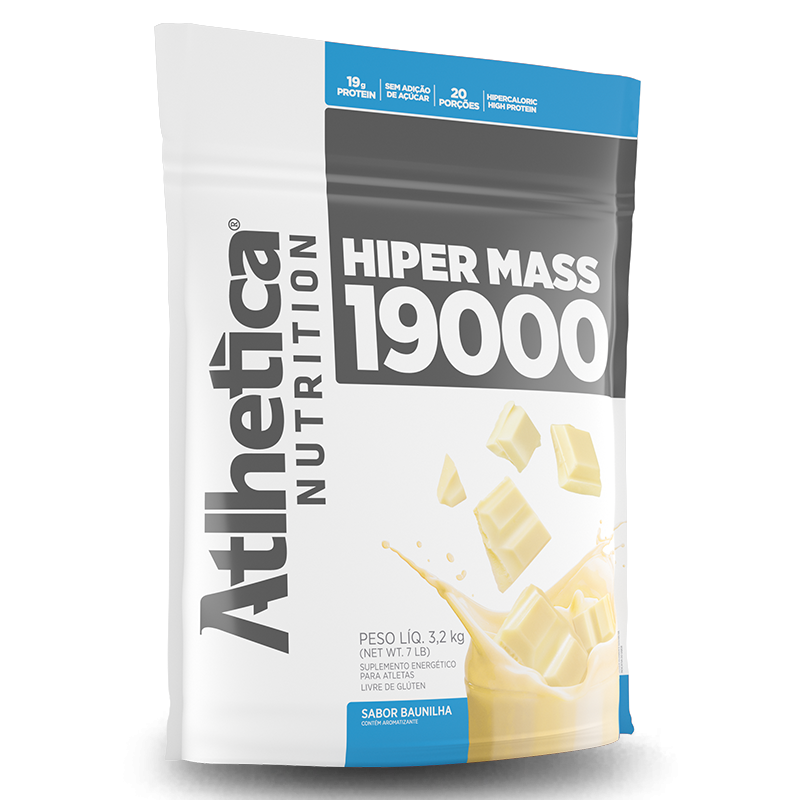 19g
PROTEIN
SEM ADIÇÃO
DE AÇÚCAR
20
PORÇÕES
HIPERCALORIC
HIGH PROTEIN
Atlhetica®
NUTRITION
HIPER MASS
19000
PESO LÍQ. 3,2 kg
(NET WT. 7 LB)
SUPLEMENTO ENERGÉTICO
PARA ATLETAS
LIVRE DE GLÚTEN
SABOR BAUNILHA
CONTÉM AROMATIZANTE